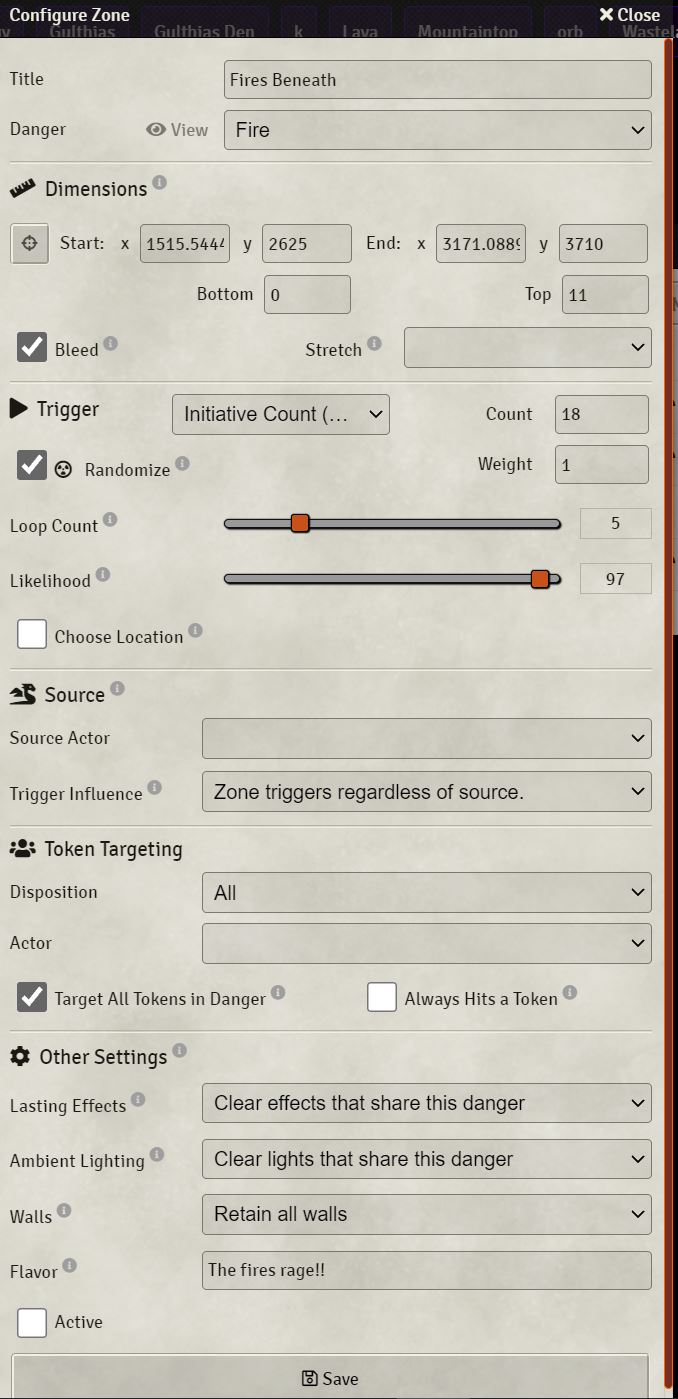 Configure Zone Close
Gulthias Gulthias Den k Lava Mountaintop orb
Title Fires Beneath
Danger View Fire
Dimensions
Start: x 1515.5444 y 2625 End: x 3171.0889 y 3710
Bottom 0 Top 11
Bleed Stretch
Trigger Initiative Count (... Count 18
Randomize Weight 1
Loop Count 5
Likelihood 97
Choose Location
Source
Source Actor
Trigger Influence Zone triggers regardless of source.
Token Targeting
Disposition All
Actor
Target All Tokens in Danger Always Hits a Token
Other Settings
Lasting Effects Clear effects that share this danger
Ambient Lighting Clear lights that share this danger
Walls Retain all walls
Flavor The fires rage!!
Active
Save